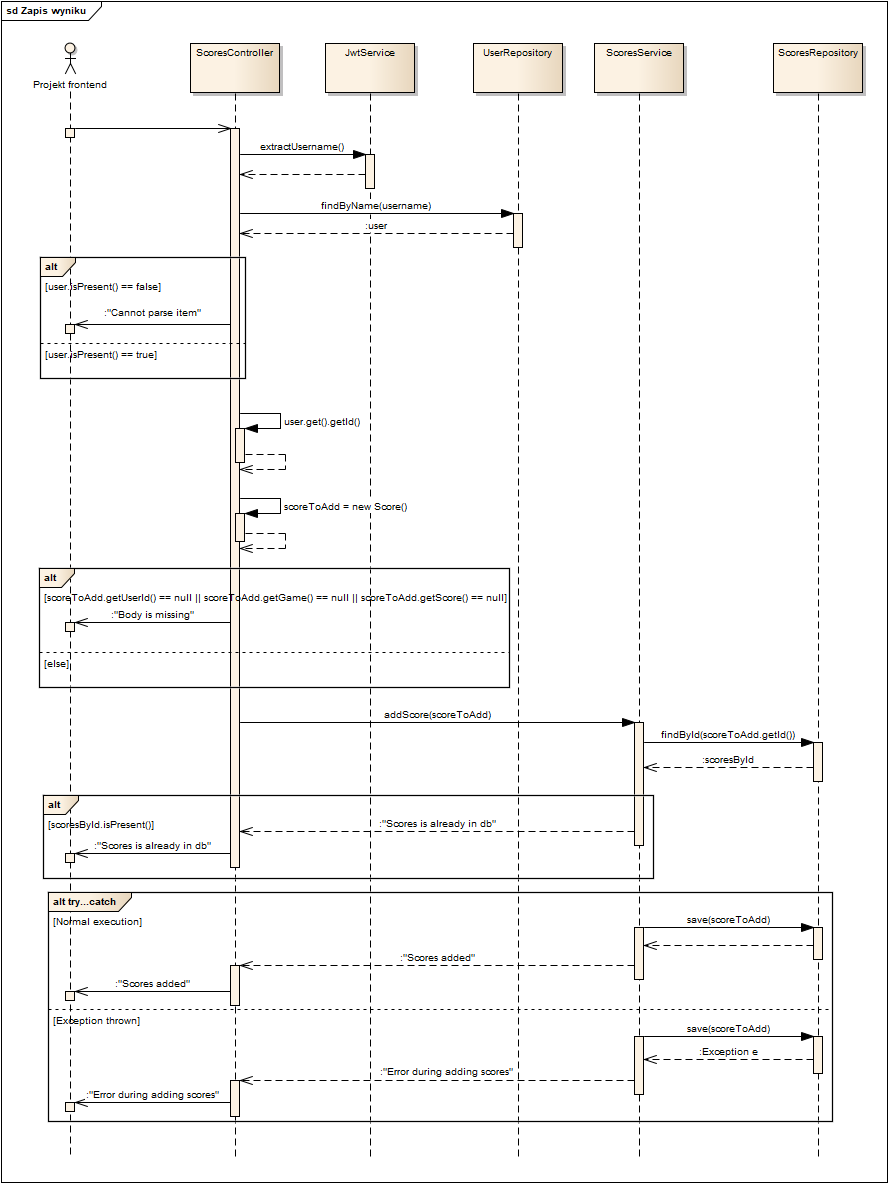 sd Zapis wyniku
Projekt frontend
ScoresController
JwtService
UserRepository
ScoresService
ScoresRepository
extractUsername()
findByName(username)
:user
alt
[user.isPresent() == false]
:"Cannot parse item"
[user.isPresent() == true]
user.get().getId()
scoreToAdd = new Score()
alt
[scoreToAdd.getUserId() == null || scoreToAdd.getGame() == null || scoreToAdd.getScore() == null]
:"Body is missing"
[else]
addScore(scoreToAdd)
findById(scoreToAdd.getId())
:scoresById
alt
[scoresById.isPresent()]
:"Scores is already in db"
:"Scores is already in db"
alt try...catch
[Normal execution]
save(scoreToAdd)
:"Scores added"
:"Scores added"
[Exception thrown]
save(scoreToAdd)
:Exception e
:"Error during adding scores"
:"Error during adding scores"